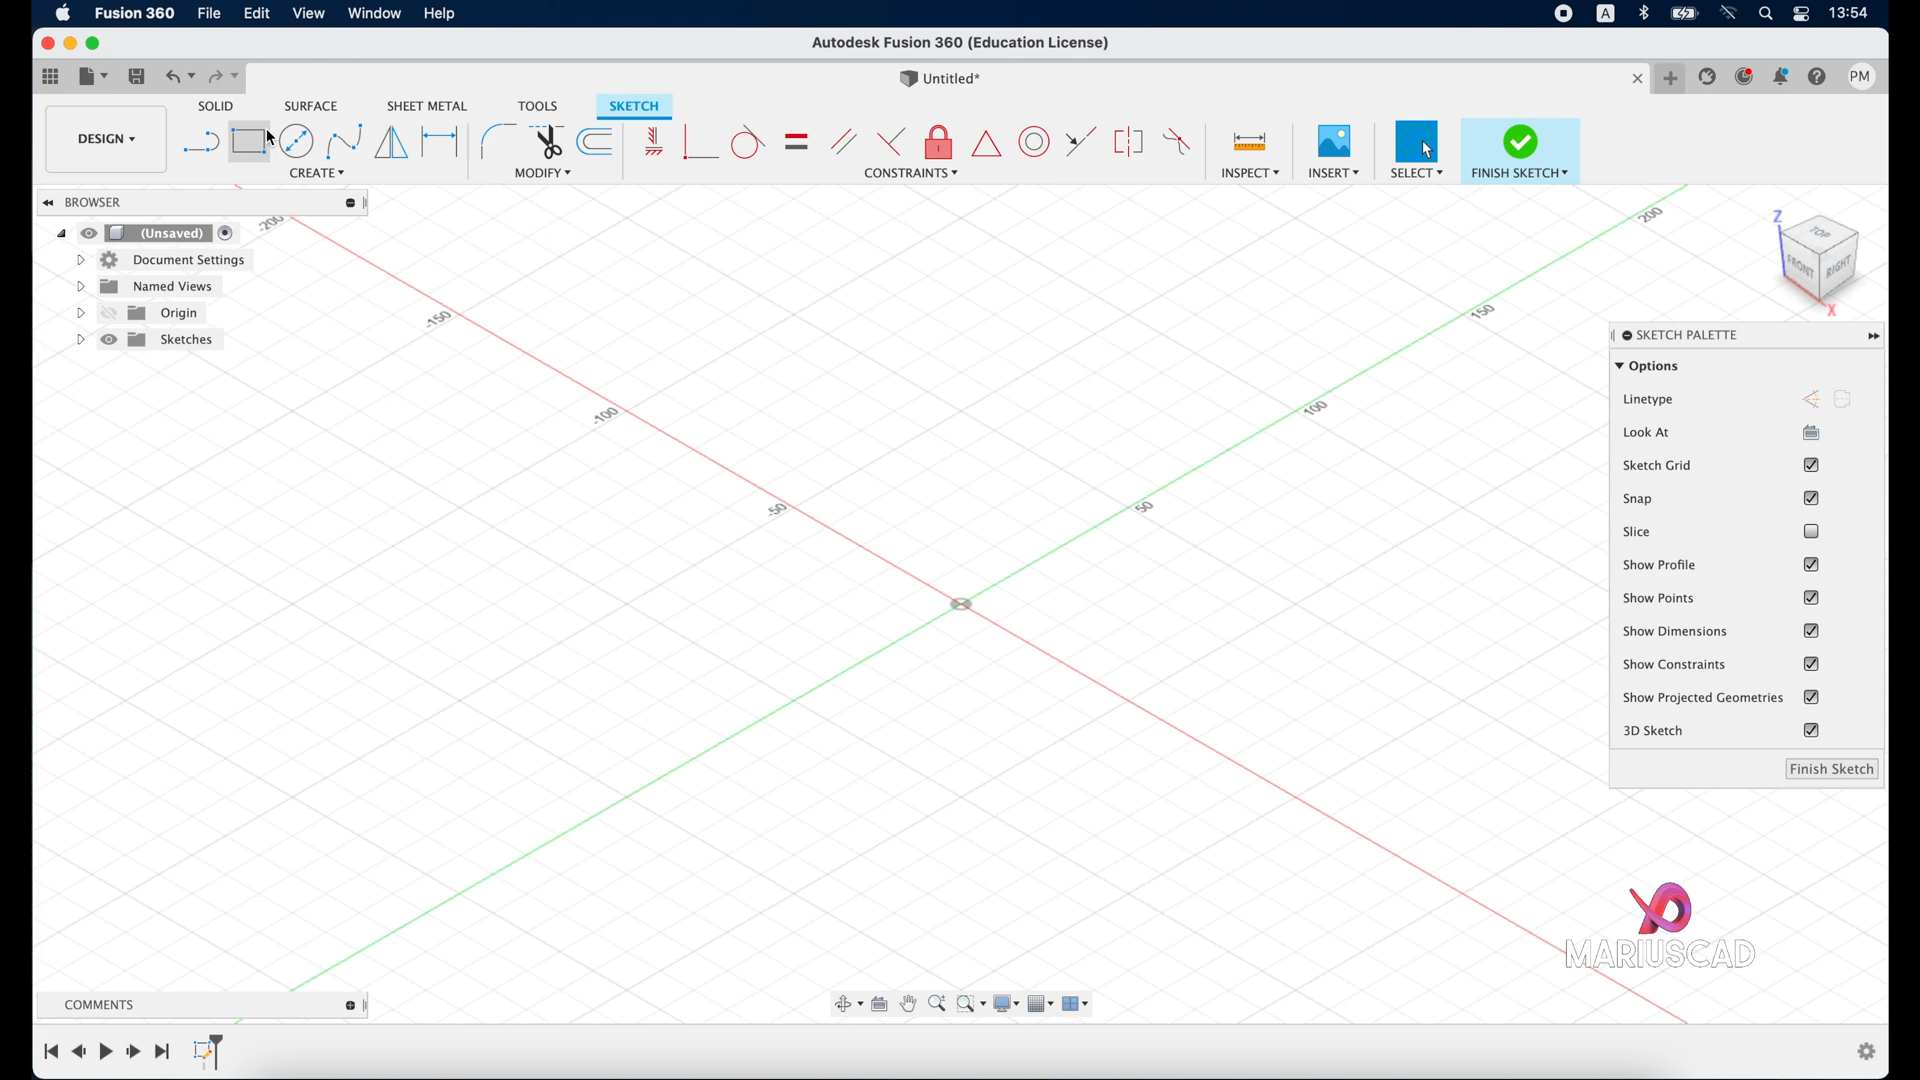 Fusion 360 File Edit View Window Help A 13:54
Autodesk Fusion 360 (Education License)
Untitled* PM
DESIGN
SOLID SURFACE SHEET METAL TOOLS SKETCH
CREATE MODIFY CONSTRAINTS INSPECT INSERT SELECT FINISH SKETCH
BROWSER
(Unsaved)
Document Settings
Named Views
Origin
Sketches
-200 200
-150 150
-100 100
-50 50
Z
TOP
FRONT RIGHT
X
SKETCH PALETTE
Options
Linetype
Look At
Sketch Grid
Snap
Slice
Show Profile
Show Points
Show Dimensions
Show Constraints
Show Projected Geometries
3D Sketch
Finish Sketch
MARIUSCAD
COMMENTS